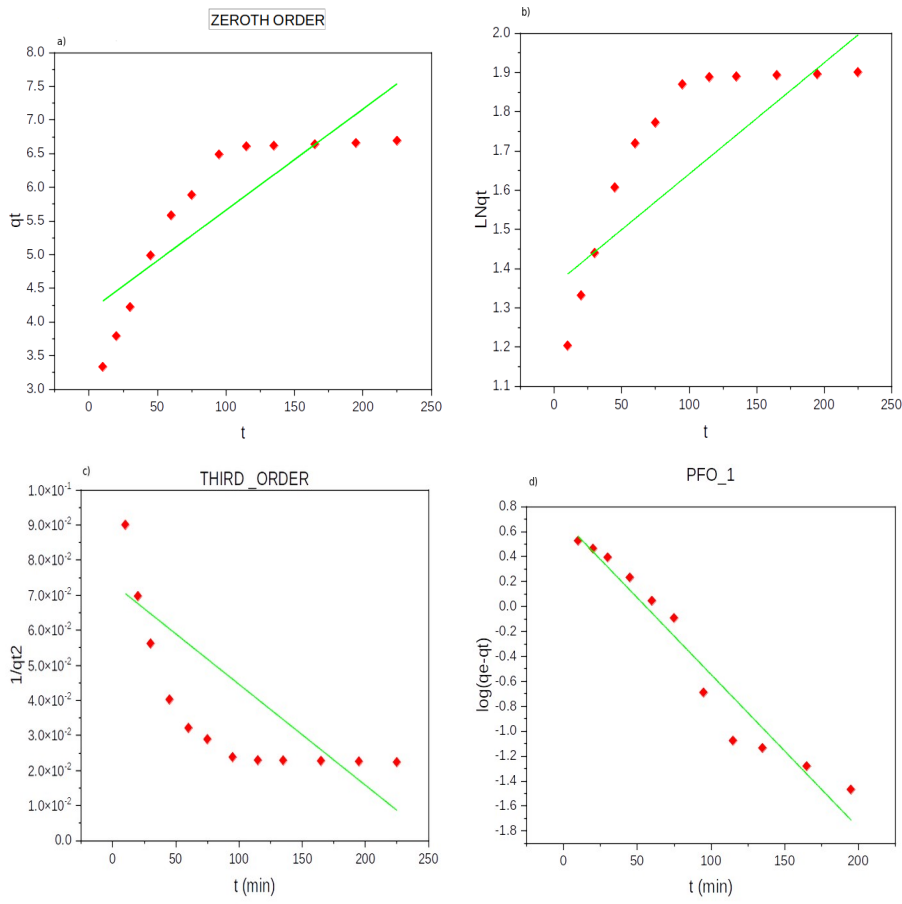 ZEROTH ORDER
a)
8.0
7.5
7.0
6.5
6.0
5.5
5.0
4.5
4.0
3.5
3.0
qt
0 50 100 150 200 250
t
b)
2.0
1.9
1.8
1.7
1.6
1.5
1.4
1.3
1.2
1.1
LNqt
0 50 100 150 200 250
t
c)
THIRD_ORDER
1.0×10⁻¹
9.0×10⁻²
8.0×10⁻²
7.0×10⁻²
6.0×10⁻²
5.0×10⁻²
4.0×10⁻²
3.0×10⁻²
2.0×10⁻²
1.0×10⁻²
0.0
1/qt2
0 50 100 150 200 250
t (min)
d)
PFO_1
0.8
0.6
0.4
0.2
0.0
-0.2
-0.4
-0.6
-0.8
-1.0
-1.2
-1.4
-1.6
-1.8
log(qe-qt)
0 50 100 150 200
t (min)